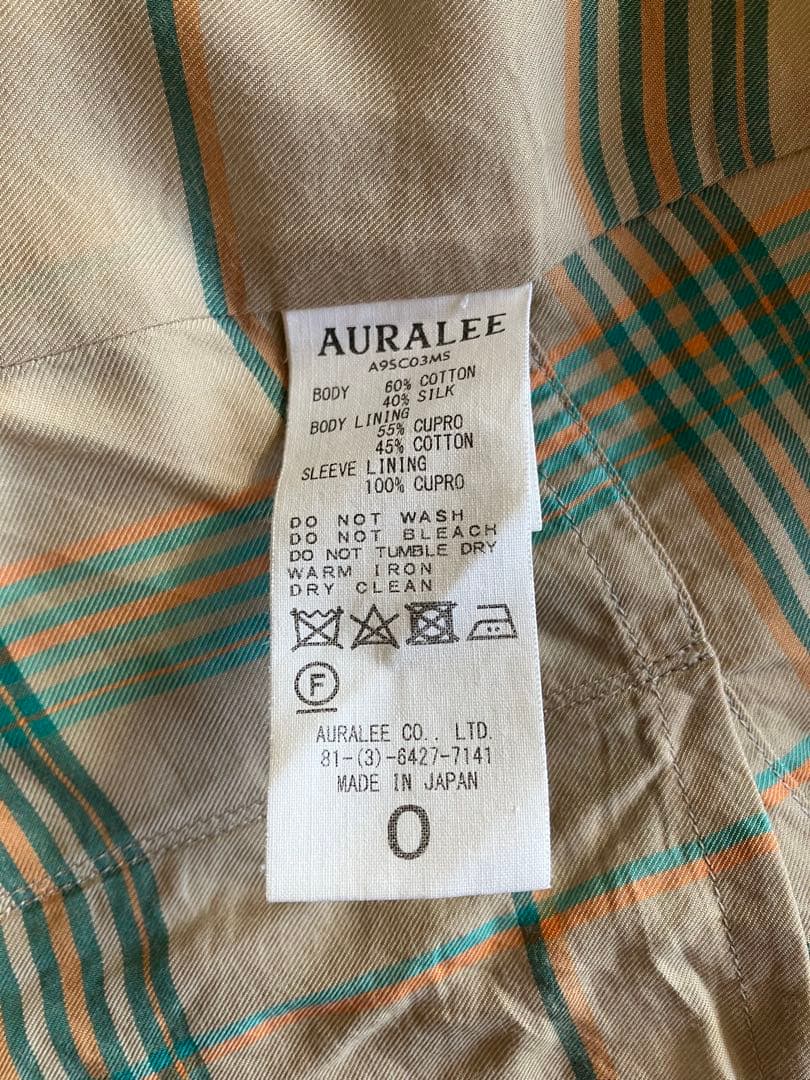 AURALEE
A9SC03MS
BODY 60% COTTON
40% SILK
BODY LINING
55% CUPRO
45% COTTON
SLEEVE LINING
100% CUPRO
DO NOT WASH
DO NOT BLEACH
DO NOT TUMBLE DRY
WARM IRON
DRY CLEAN
F
AURALEE CO.. LTD.
81-(3)-6427-7141
MADE IN JAPAN
0